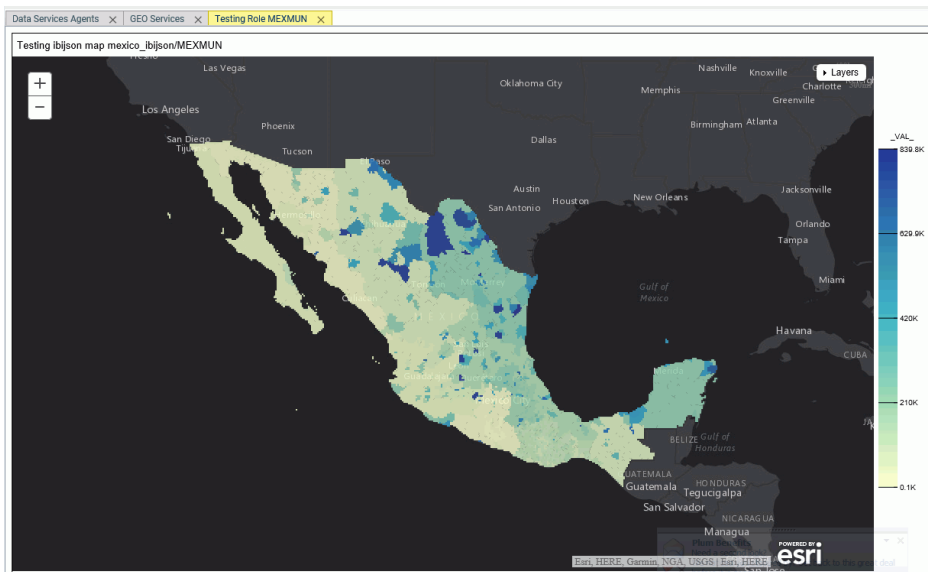 Data Services Agents
GEO Services
Testing Role MEXMUN
Testing ibijson map mexico_ibijson/MEXMUN
+
−
Layers
Las Vegas
Oklahoma City
Nashville
Knoxville
Charlotte
Memphis
Greenville
Los Angeles
Birmingham
Atlanta
Phoenix
Dallas
San Diego
Tucson
Austin
Houston
New Orleans
Jacksonville
San Antonio
Orlando
Tampa
Miami
Gulf of
Mexico
MEXICO
Havana
CUBA
BELIZE
Gulf of
Honduras
Guatemala
HONDURAS
Tegucigalpa
San Salvador
NICARAGUA
Managua
San Jose
_VAL_
839.8K
629.9K
420K
210K
0.1K
POWERED BY
esri
Esri, HERE, Garmin, NGA, USGS | Esri, HERE